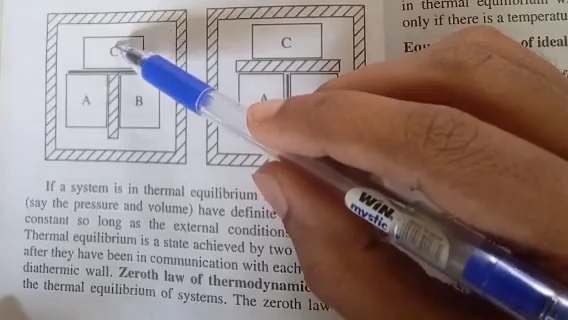 C
A
B
C
A
in thermal equilibrium
only if there is a temperatu
of ideal
If a system is in thermal equilibrium
(say the pressure and volume) have definite
constant so long as the external condition
Thermal equilibrium is a state achieved by two
after they have been in communication with each
diathermic wall. Zeroth law of thermodynamic
the thermal equilibrium of systems. The zeroth law
WIN
mystic